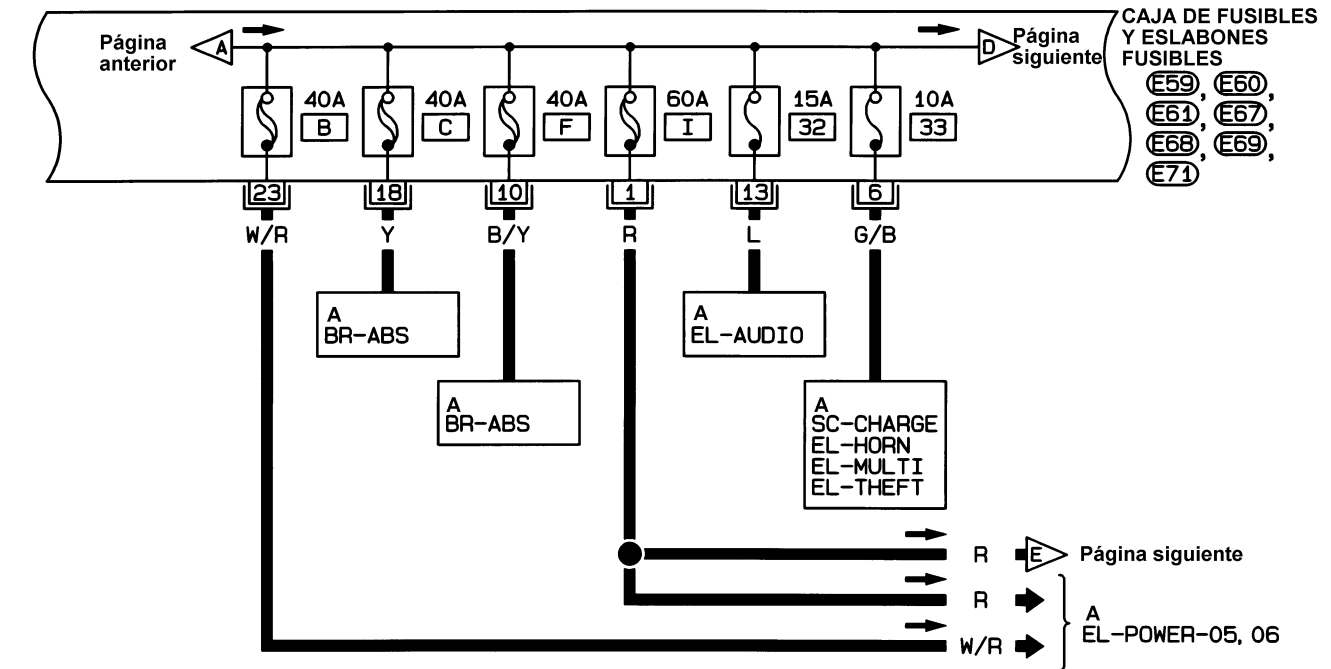 Página
anterior
A
D
Página
siguiente
CAJA DE FUSIBLES
Y ESLABONES
FUSIBLES
E59, E60,
E61, E67,
E68, E69,
E71
40A
B
40A
C
40A
F
60A
I
15A
32
10A
33
23
18
10
1
13
6
W/R
Y
B/Y
R
L
G/B
A
BR-ABS
A
EL-AUDIO
A
BR-ABS
A
SC-CHARGE
EL-HORN
EL-MULTI
EL-THEFT
R
E
Página siguiente
R
W/R
A
EL-POWER-05, 06